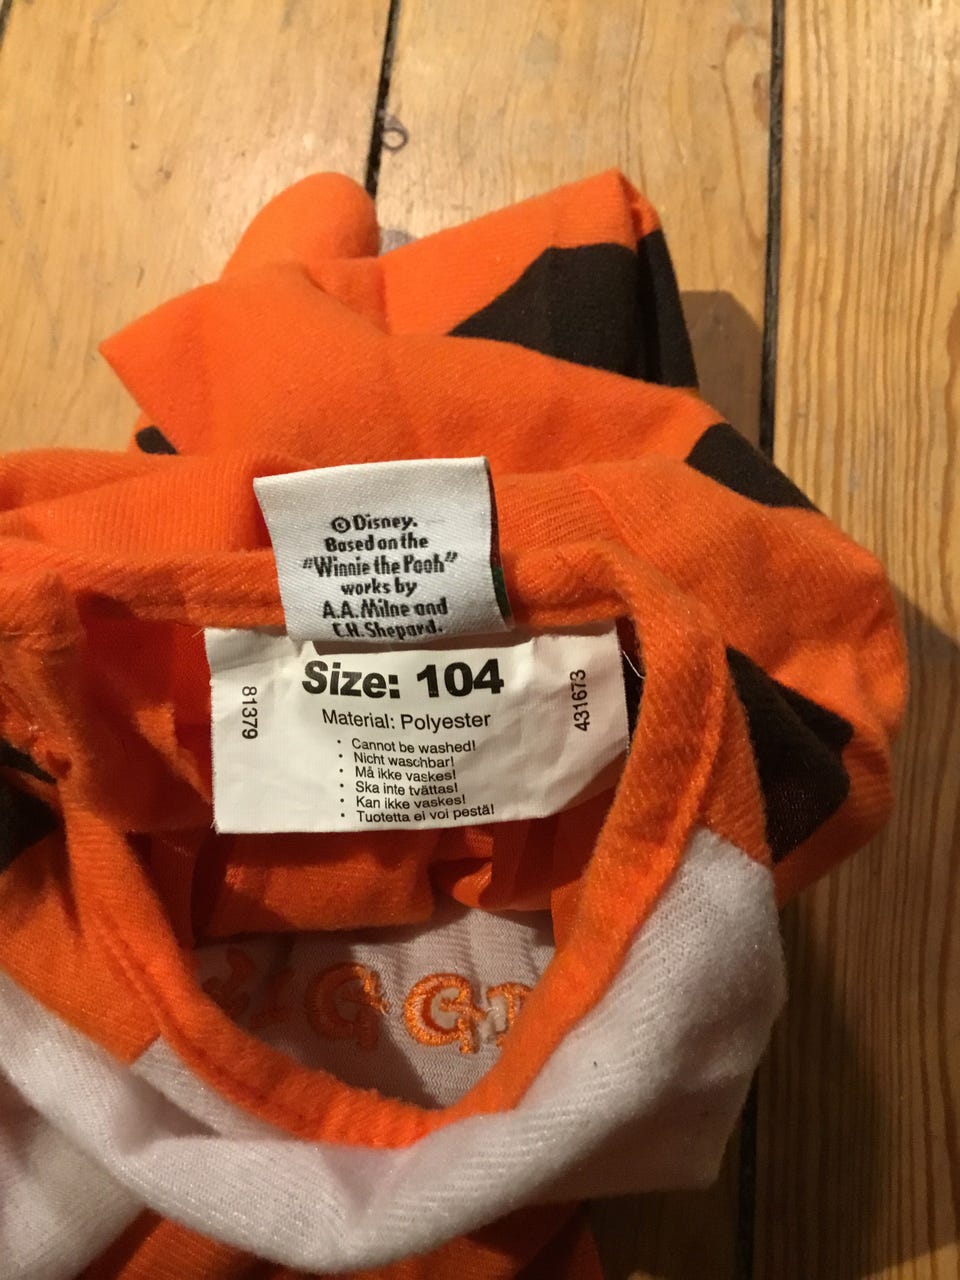 ©Disney.
Based on the
"Winnie the Pooh"
works by
A.A.Milne and
E.H.Shepard.
Size: 104
81379
431673
Material: Polyester
• Cannot be washed!
• Nicht waschbar!
• Må ikke vaskes!
• Ska inte tvättas!
• Kan ikke vaskes!
• Tuotetta ei voi pestä!